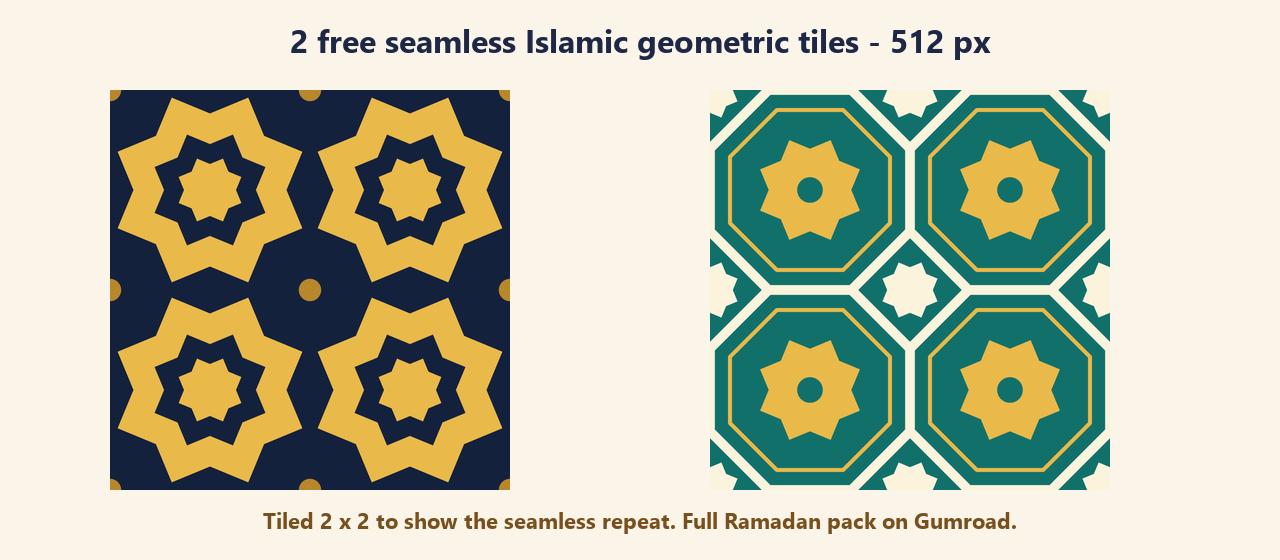 2 free seamless Islamic geometric tiles - 512 px
Tiled 2 x 2 to show the seamless repeat. Full Ramadan pack on Gumroad.